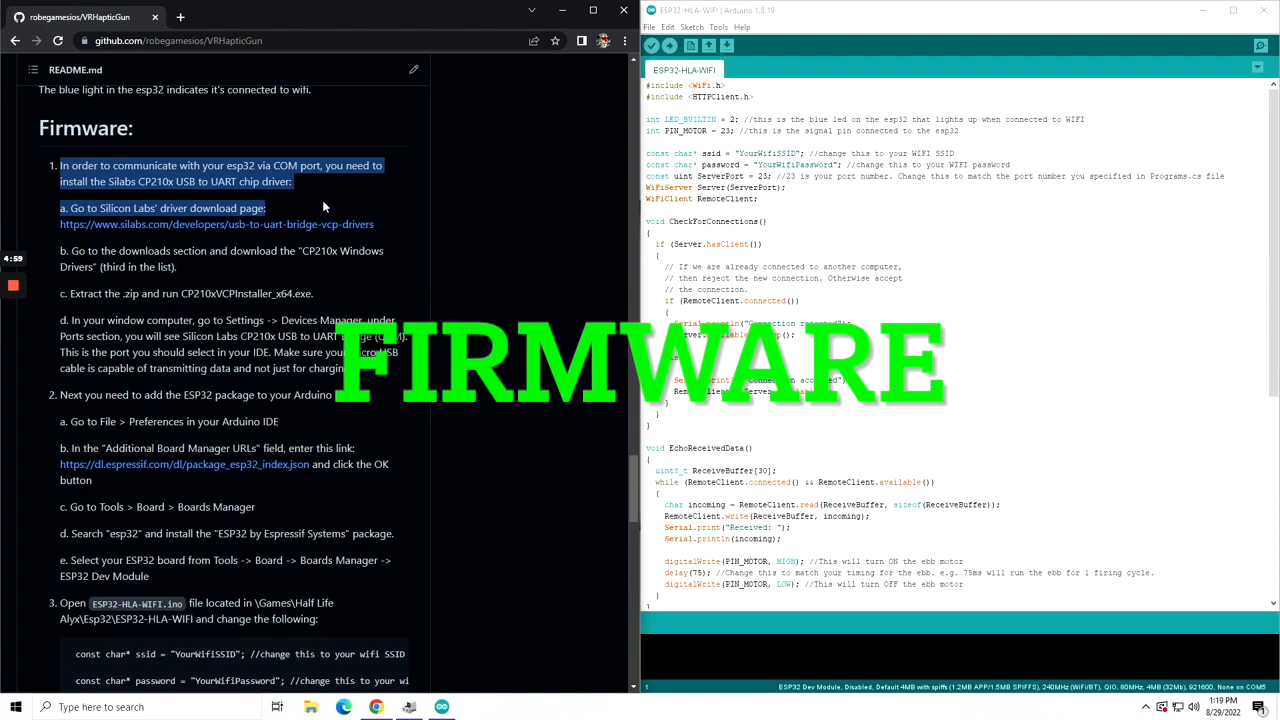 robegamesios/VRHapticGun
github.com/robegamesios/VRHapticGun
README.md
The blue light in the esp32 indicates it's connected to wifi.
Firmware:
1. To communicate with your ESP32 via COM port, you need to
install the Silabs CP210x USB to UART chip driver:
a. Go to Silicon Labs' driver download page:
https://www.silabs.com/developers/usb-to-uart-bridge-vcp-drivers
b. Go to the downloads section and download the "CP210x Windows
Drivers" (third in the list).
c. Extract the .zip and run CP210xVCPInstaller_x64.exe.
d. In your window computer, go to Settings -> Devices Manager, under
Port section, you will see Silicon Labs CP210x USB to UART Bridge (COM).
This is the port you should select in your IDE. Make sure your micro USB
cable is capable of transmitting data and not just for charging
2. Next you need to add the ESP32 package to your Arduino
a. Go to File > Preferences in your Arduino IDE
b. In the "Additional Board Manager URLs" field, enter this link:
https://dl.espressif.com/dl/package_esp32_index.json and click the OK
button
c. Go to Tools > Board > Boards Manager
d. Search "esp32" and install the "ESP32 by Espressif Systems" package.
e. Select your ESP32 board from Tools -> Board -> Boards Manager ->
ESP32 Dev Module
3. Open ESP32-HLA-WIFI.ino file located in \Games\Half Life
Alyx\Esp32\ESP32-HLA-WIFI and change the following:
const char* ssid = "YourWifiSSID"; //change this to your wifi SSID
const char* password = "YourWifiPassword"; //change this to your wi
4:59
FIRMWARE
ESP32-HLA-WIFI | Arduino 1.8.19
File Edit Sketch Tools Help
ESP32-HLA-WIFI
#include <WiFi.h>
#include <HTTPClient.h>
int LED_BUILTIN = 2; //this is the blue led on the esp32 that lights up when connected to WIFI
int PIN_MOTOR = 23; //this is the signal pin connected to the esp32
const char* ssid = "YourWifiSSID"; //change this to your WIFI SSID
const char* password = "YourWifiPassword"; //change this to your WIFI password
const uint ServerPort = 23; //23 is your port number. Change this to match the port number you specified in Programs.cs file
WiFiServer Server(ServerPort);
WiFiClient RemoteClient;
void CheckForConnections()
{
if (Server.hasClient())
{
// If we are already connected to another computer,
// then reject the new connection. Otherwise accept
// the connection.
if (RemoteClient.connected())
{
Serial.println("Connection rejected");
}
}
}
void EchoReceivedData()
{
uint8_t ReceiveBuffer[30];
while (RemoteClient.connected() && RemoteClient.available())
{
char incoming = RemoteClient.read(ReceiveBuffer, sizeof(ReceiveBuffer));
RemoteClient.write(ReceiveBuffer, incoming);
Serial.print("Received: ");
Serial.println(incoming);
digitalWrite(PIN_MOTOR, HIGH); //This will turn ON the ebb motor
delay(75); //Change this to match your timing for the ebb. e.g. 75ms will run the ebb for 1 firing cycle.
digitalWrite(PIN_MOTOR, LOW); //This will turn OFF the ebb motor
}
}
1
ESP32 Dev Module, Disabled, Default 4MB with spiffs (1.2MB APP/1.5MB SPIFFS), 240MHz (WiFi/BT), QIO, 80MHz, 4MB (32Mb), 921600, None on COM5
Type here to search
1:19 PM
8/29/2022
1